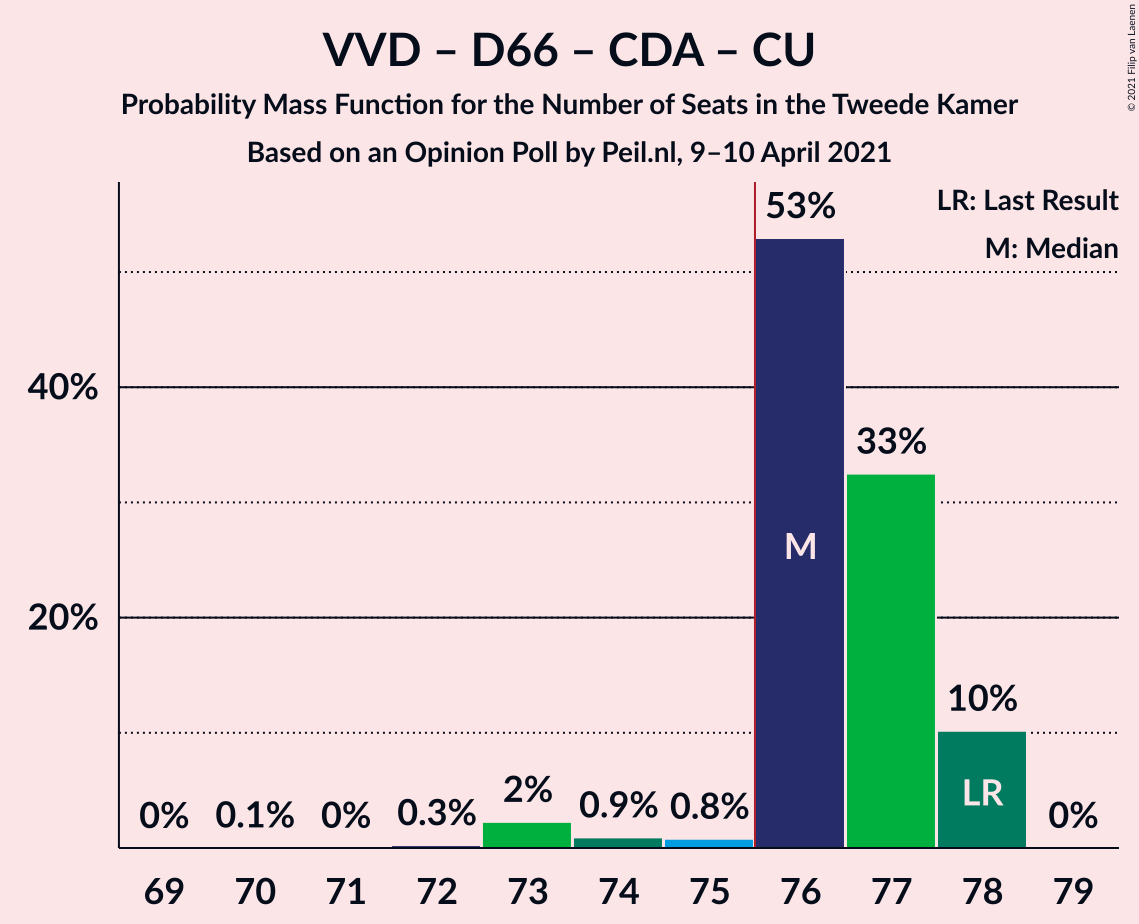 VVD – D66 – CDA – CU
Probability Mass Function for the Number of Seats in the Tweede Kamer
Based on an Opinion Poll by Peil.nl, 9–10 April 2021
© 2021 Filip van Laenen
LR: Last Result
M: Median
53%
40%
33%
M
20%
10%
LR
0% 0.1% 0% 0.3% 2% 0.9% 0.8% 0%
69 70 71 72 73 74 75 76 77 78 79